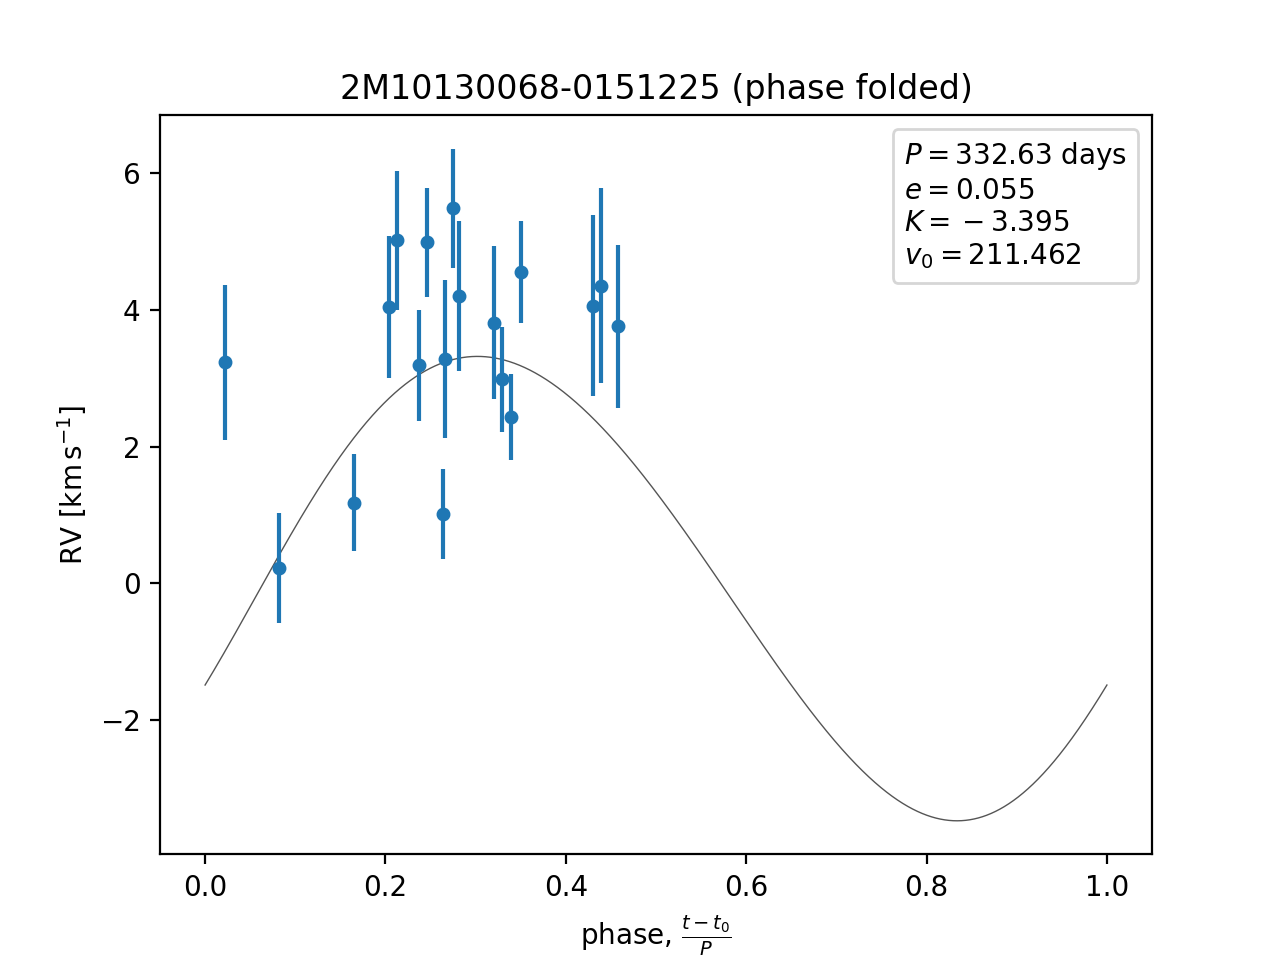 2M10130068-0151225 (phase folded)
P = 332.63 days
e = 0.055
K = −3.395
v₀ = 211.462
6
4
2
0
−2
RV [km s⁻¹]
0.0 0.2 0.4 0.6 0.8 1.0
phase, (t − t₀)/P